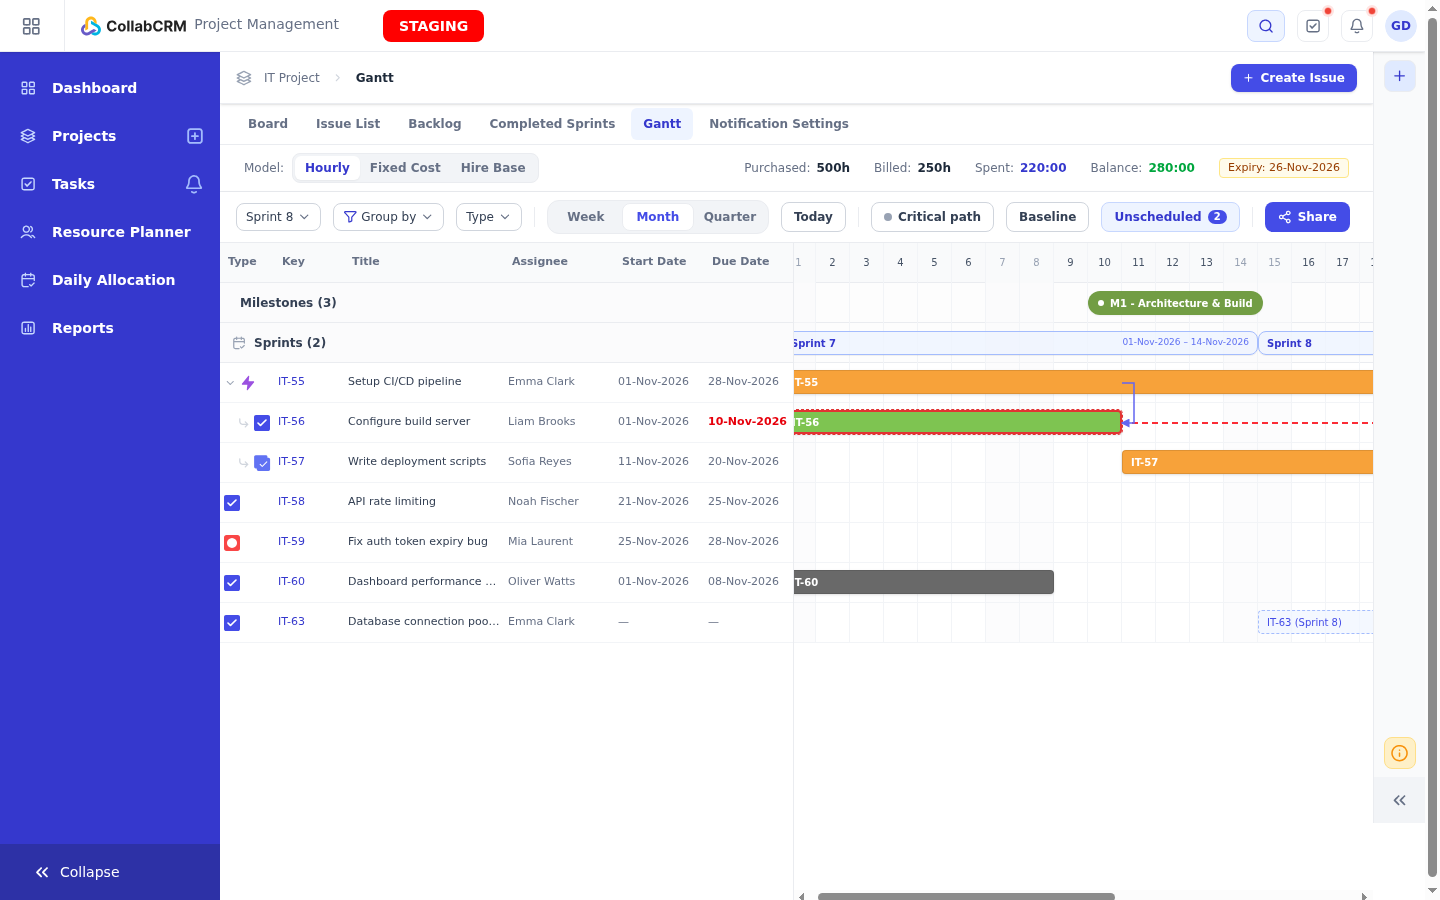 CollabCRM Project Management STAGING GD
Dashboard
Projects
Tasks
Resource Planner
Daily Allocation
Reports
Collapse
IT Project Gantt
Create Issue
Board Issue List Backlog Completed Sprints Gantt Notification Settings
Model: Hourly Fixed Cost Hire Base Purchased: 500h Billed: 250h Spent: 220:00 Balance: 280:00 Expiry: 26-Nov-2026
Sprint 8 Group by Type Week Month Quarter Today Critical path Baseline Unscheduled 2 Share
Type Key Title Assignee Start Date Due Date 1 2 3 4 5 6 7 8 9 10 11 12 13 14 15 16 17
Milestones (3) M1 - Architecture & Build
Sprints (2) Sprint 7 01-Nov-2026 – 14-Nov-2026 Sprint 8
IT-55 Setup CI/CD pipeline Emma Clark 01-Nov-2026 28-Nov-2026 T-55
IT-56 Configure build server Liam Brooks 01-Nov-2026 10-Nov-2026 IT-56
IT-57 Write deployment scripts Sofia Reyes 11-Nov-2026 20-Nov-2026 IT-57
IT-58 API rate limiting Noah Fischer 21-Nov-2026 25-Nov-2026
IT-59 Fix auth token expiry bug Mia Laurent 25-Nov-2026 28-Nov-2026
IT-60 Dashboard performance ... Oliver Watts 01-Nov-2026 08-Nov-2026 T-60
IT-63 Database connection poo... Emma Clark — — IT-63 (Sprint 8)